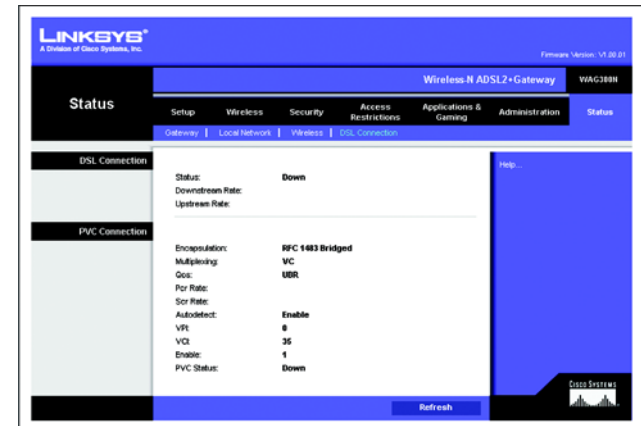 LINKSYS®
A Division of Cisco Systems, Inc.
Firmware Version: V1.00.01
Wireless-N ADSL2+Gateway WAG300N
Status
Setup Wireless Security Access Restrictions Applications & Gaming Administration Status
Gateway | Local Network | Wireless | DSL Connection
DSL Connection
Help...
Status: Down
Downstream Rate:
Upstream Rate:
PVC Connection
Encapsulation: RFC 1483 Bridged
Multiplexing: VC
Qos: UBR
Pcr Rate:
Scr Rate:
Autodetect: Enable
VPI: 0
VCI: 35
Enable: 1
PVC Status: Down
Refresh
CISCO SYSTEMS